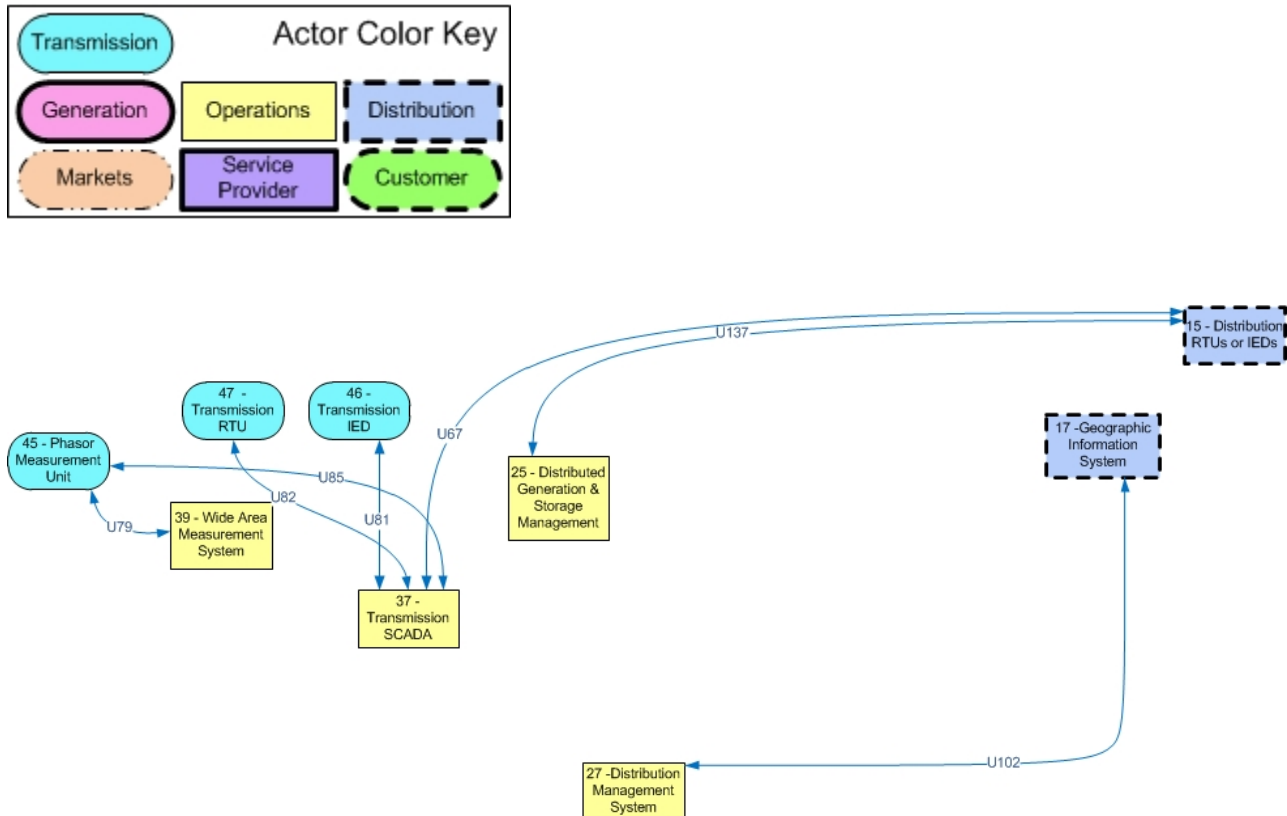 Actor Color Key
Transmission
Generation
Operations
Distribution
Markets
Service
Provider
Customer
U137
15 - Distribution
RTUs or IEDs
47 -
Transmission
RTU
46 -
Transmission
IED
U67
17 -Geographic
Information
System
45 - Phasor
Measurement
Unit
U85
25 - Distributed
Generation &
Storage
Management
U82
U79
39 - Wide Area
Measurement
System
U81
37 -
Transmission
SCADA
U102
27 -Distribution
Management
System